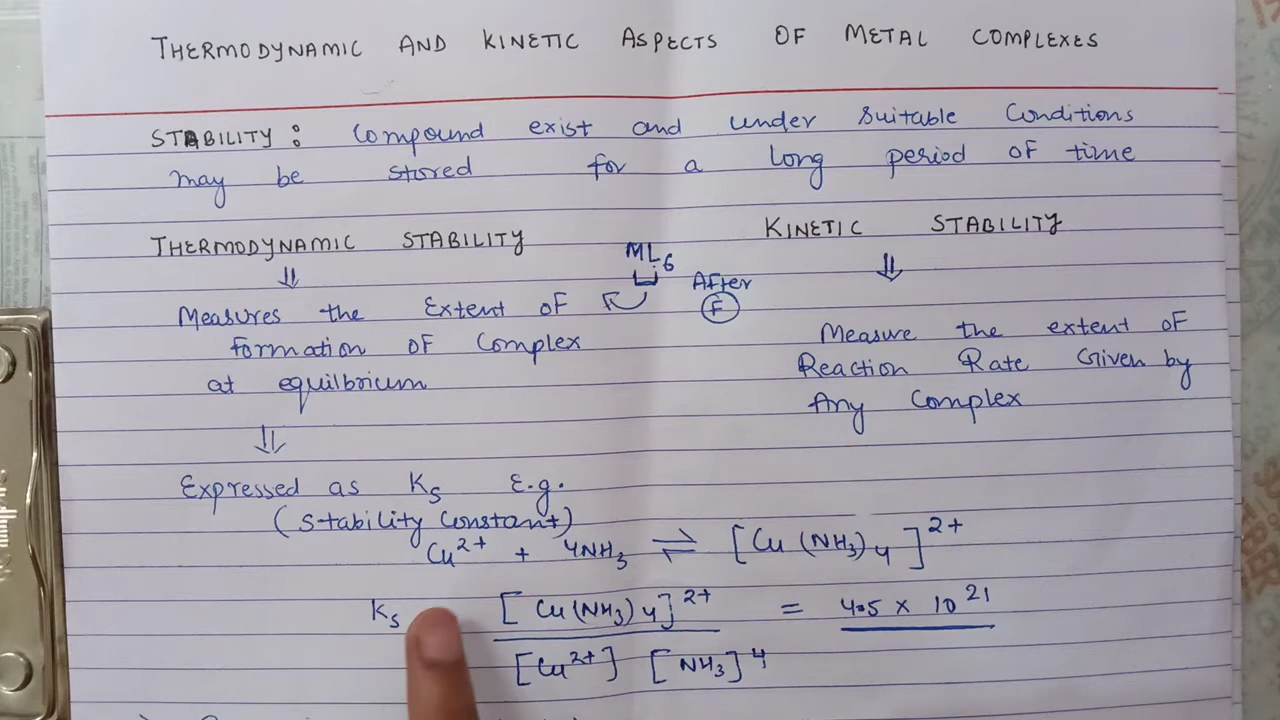 THERMODYNAMIC AND KINETIC ASPECTS OF METAL COMPLEXES
STABILITY : Compound exist and under suitable Conditions
may be stored for a long period of time
THERMODYNAMIC STABILITY
⇓
Measures the Extent of
formation of Complex
at equilbrium
⇓
Expressed as Ks E.g.
(Stability Constant)
ML6
After
F
KINETIC STABILITY
⇓
Measure the extent of
Reaction Rate Given by
Any Complex
Cu2+ + 4NH3 ⇌ [Cu (NH3)4]2+
Ks [Cu(NH3)4]2+ = 4.5 × 10^21
[Cu2+] [NH3]4